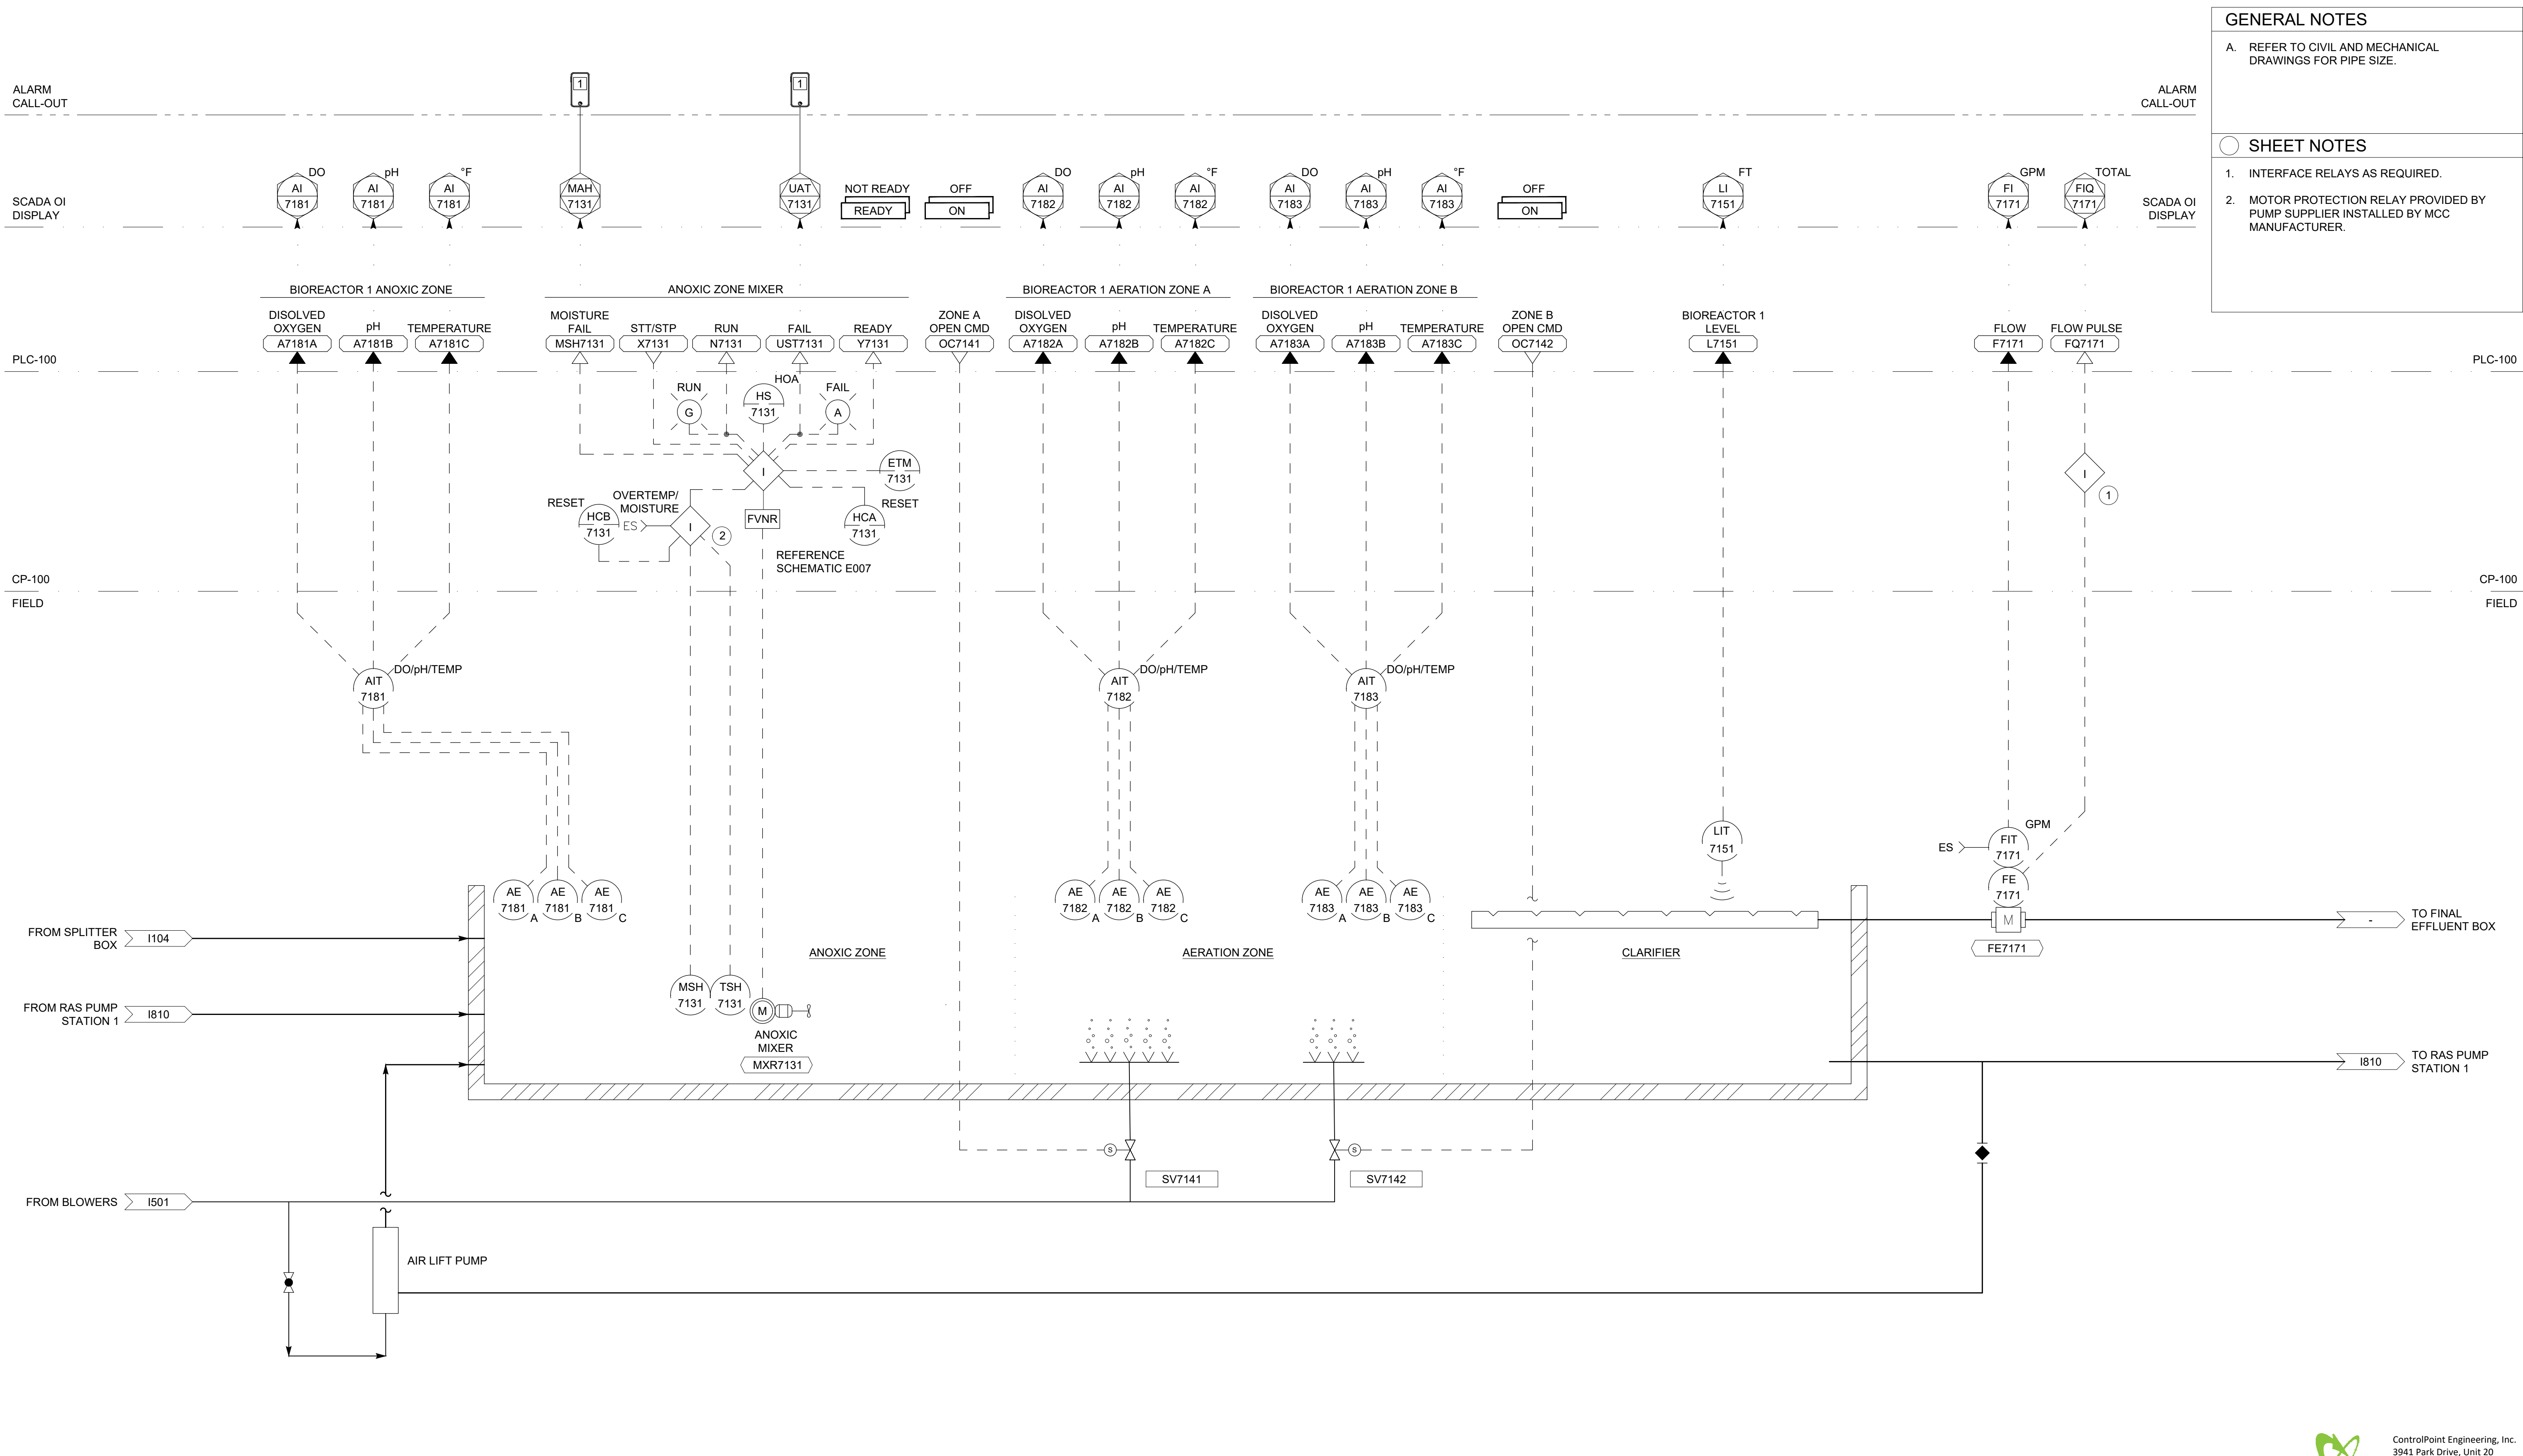 GENERAL NOTES
A. REFER TO CIVIL AND MECHANICAL
DRAWINGS FOR PIPE SIZE.
SHEET NOTES
1. INTERFACE RELAYS AS REQUIRED.
2. MOTOR PROTECTION RELAY PROVIDED BY
PUMP SUPPLIER INSTALLED BY MCC
MANUFACTURER.
ALARM
CALL-OUT
1
1
ALARM
CALL-OUT
SCADA OI
DISPLAY
DO
AI
7181
pH
AI
7181
°F
AI
7181
MAH
7131
UAT
7131
NOT READY
READY
OFF
ON
DO
AI
7182
pH
AI
7182
°F
AI
7182
DO
AI
7183
pH
AI
7183
°F
AI
7183
OFF
ON
FT
LI
7151
GPM
FI
7171
TOTAL
FIQ
7171
SCADA OI
DISPLAY
BIOREACTOR 1 ANOXIC ZONE
DISOLVED
OXYGEN
A7181A
pH
A7181B
TEMPERATURE
A7181C
ANOXIC ZONE MIXER
MOISTURE
FAIL
MSH7131
STT/STP
X7131
RUN
N7131
FAIL
UST7131
READY
Y7131
ZONE A
OPEN CMD
OC7141
BIOREACTOR 1 AERATION ZONE A
DISOLVED
OXYGEN
A7182A
pH
A7182B
TEMPERATURE
A7182C
BIOREACTOR 1 AERATION ZONE B
DISOLVED
OXYGEN
A7183A
pH
A7183B
TEMPERATURE
A7183C
ZONE B
OPEN CMD
OC7142
BIOREACTOR 1
LEVEL
L7151
FLOW
F7171
FLOW PULSE
FQ7171
PLC-100
PLC-100
RUN
G
HOA
HS
7131
FAIL
A
I
ETM
7131
RESET
HCB
7131
OVERTEMP/
MOISTURE
ES
I
2
FVNR
HCA
7131
RESET
REFERENCE
SCHEMATIC E007
I
1
CP-100
FIELD
CP-100
FIELD
AIT
7181
DO/pH/TEMP
AIT
7182
DO/pH/TEMP
AIT
7183
DO/pH/TEMP
LIT
7151
ES
FIT
7171
GPM
FE
7171
M
FE7171
AE
7181
A
AE
7181
B
AE
7181
C
AE
7182
A
AE
7182
B
AE
7182
C
AE
7183
A
AE
7183
B
AE
7183
C
FROM SPLITTER
BOX
I104
ANOXIC ZONE
AERATION ZONE
CLARIFIER
-
TO FINAL
EFFLUENT BOX
FROM RAS PUMP
STATION 1
I810
MSH
7131
TSH
7131
M
ANOXIC
MIXER
MXR7131
I810
TO RAS PUMP
STATION 1
S
SV7141
S
SV7142
FROM BLOWERS
I501
AIR LIFT PUMP
ControlPoint Engineering, Inc.
3941 Park Drive, Unit 20